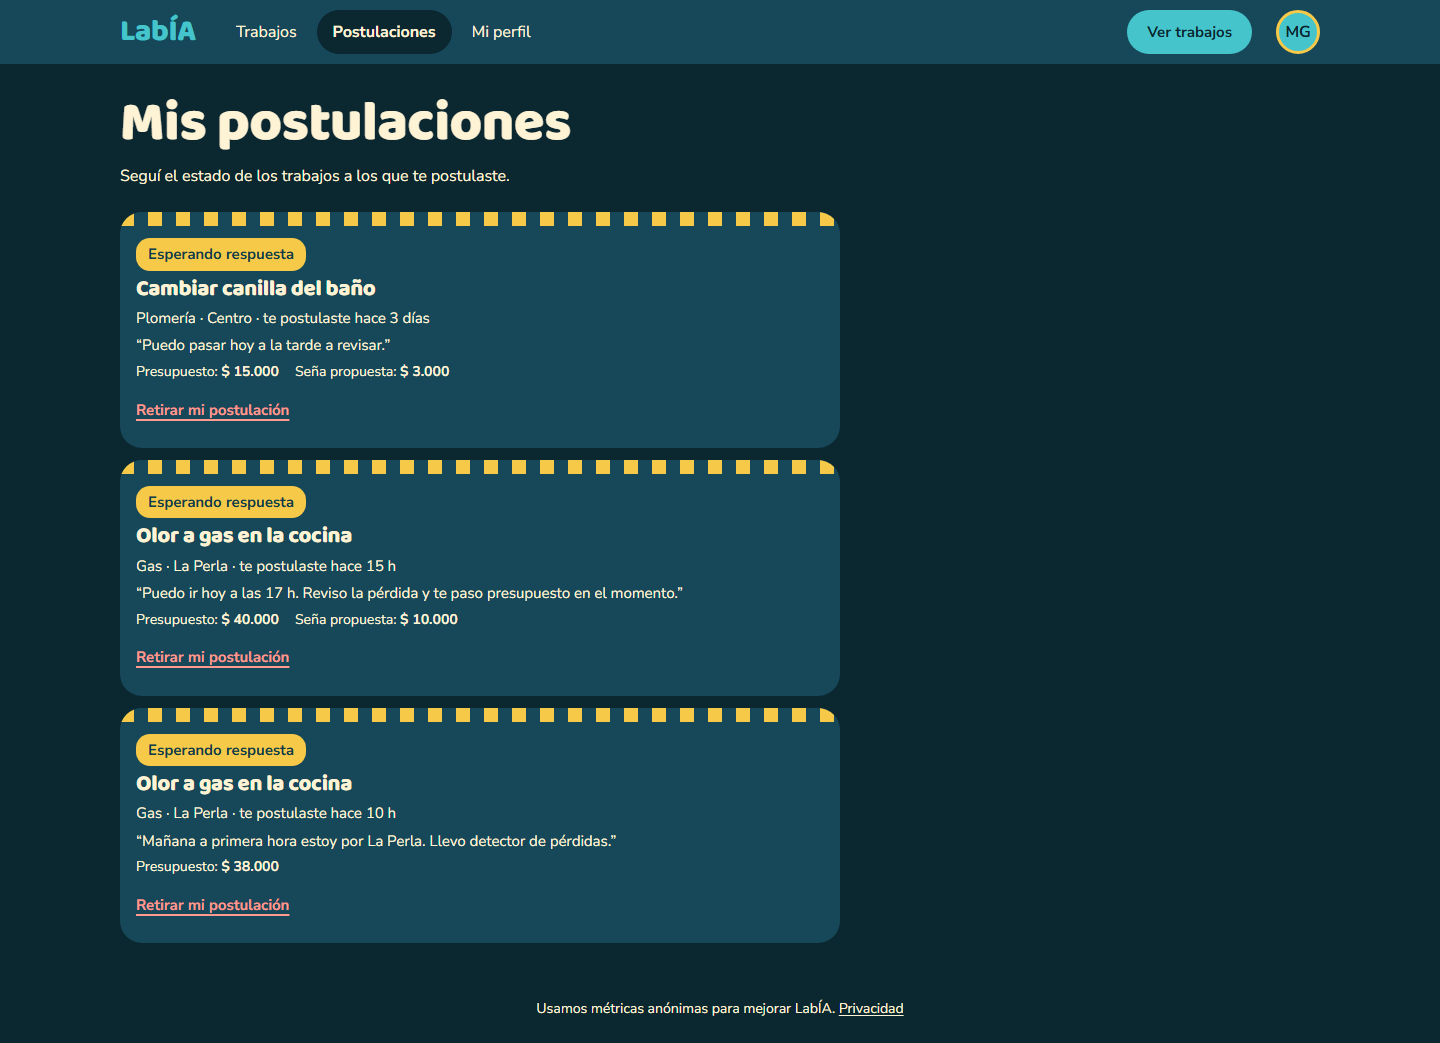 LabÍA
Trabajos
Postulaciones
Mi perfil
Ver trabajos
MG
Mis postulaciones
Seguí el estado de los trabajos a los que te postulaste.
Esperando respuesta
Cambiar canilla del baño
Plomería · Centro · te postulaste hace 3 días
“Puedo pasar hoy a la tarde a revisar.”
Presupuesto: $ 15.000 Seña propuesta: $ 3.000
Retirar mi postulación
Esperando respuesta
Olor a gas en la cocina
Gas · La Perla · te postulaste hace 15 h
“Puedo ir hoy a las 17 h. Reviso la pérdida y te paso presupuesto en el momento.”
Presupuesto: $ 40.000 Seña propuesta: $ 10.000
Retirar mi postulación
Esperando respuesta
Olor a gas en la cocina
Gas · La Perla · te postulaste hace 10 h
“Mañana a primera hora estoy por La Perla. Llevo detector de pérdidas.”
Presupuesto: $ 38.000
Retirar mi postulación
Usamos métricas anónimas para mejorar LabÍA. Privacidad